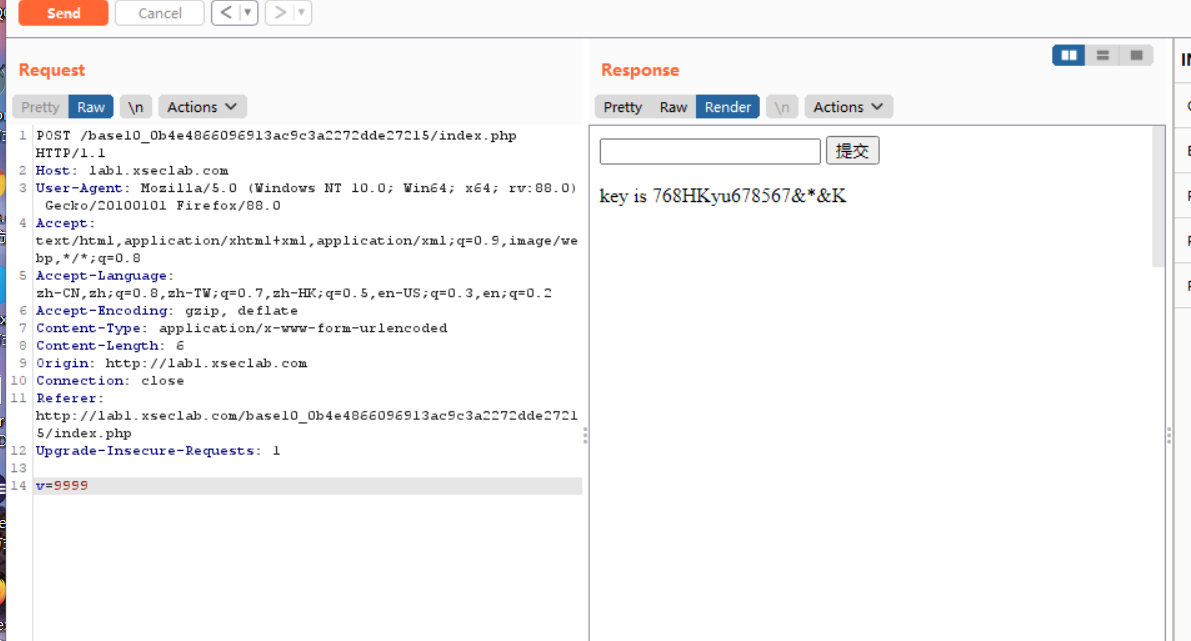 Send Cancel < ▼ > ▼
Request
Pretty Raw \n Actions
1 POST /base10_0b4e4866096913ac9c3a2272dde27215/index.php
HTTP/1.1
2 Host: lab1.xseclab.com
3 User-Agent: Mozilla/5.0 (Windows NT 10.0; Win64; x64; rv:88.0)
Gecko/20100101 Firefox/88.0
4 Accept:
text/html,application/xhtml+xml,application/xml;q=0.9,image/we
bp,*/*;q=0.8
5 Accept-Language:
zh-CN,zh;q=0.8,zh-TW;q=0.7,zh-HK;q=0.5,en-US;q=0.3,en;q=0.2
6 Accept-Encoding: gzip, deflate
7 Content-Type: application/x-www-form-urlencoded
8 Content-Length: 6
9 Origin: http://lab1.xseclab.com
10 Connection: close
11 Referer:
http://lab1.xseclab.com/base10_0b4e4866096913ac9c3a2272dde2721
5/index.php
12 Upgrade-Insecure-Requests: 1
13
14 v=9999
Response
Pretty Raw Render \n Actions
提交
key is 768HKyu678567&*&K